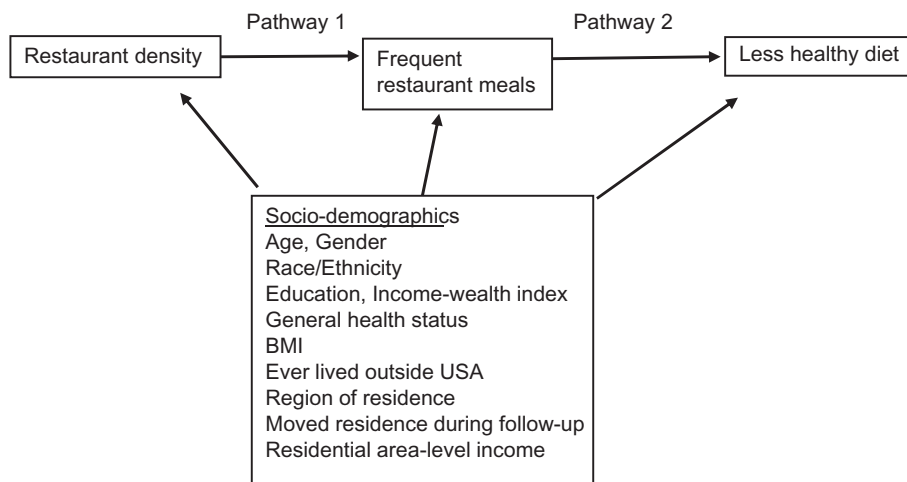 Pathway 1
Pathway 2
Restaurant density
Frequent
restaurant meals
Less healthy diet
Socio-demographics
Age, Gender
Race/Ethnicity
Education, Income-wealth index
General health status
BMI
Ever lived outside USA
Region of residence
Moved residence during follow-up
Residential area-level income